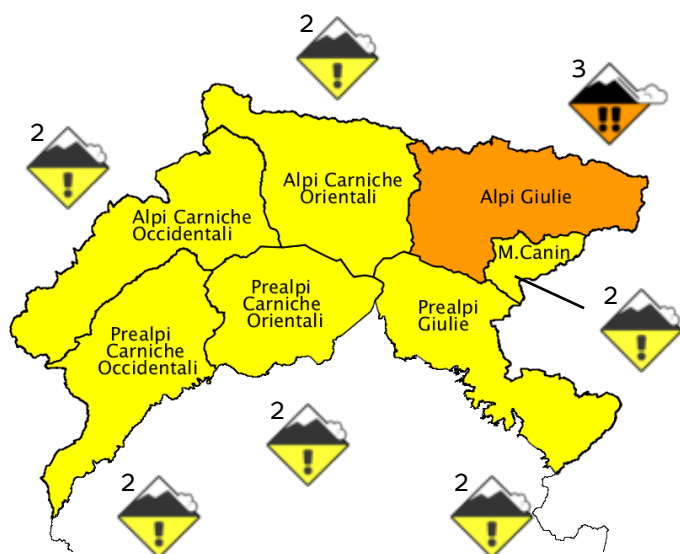 2
3
2
Alpi Carniche
Orientali
Alpi Giulie
Alpi Carniche
Occidentali
M.Canin
Prealpi
Carniche
Orientali
Prealpi
Giulie
2
Prealpi
Carniche
Occidentali
2
2
2